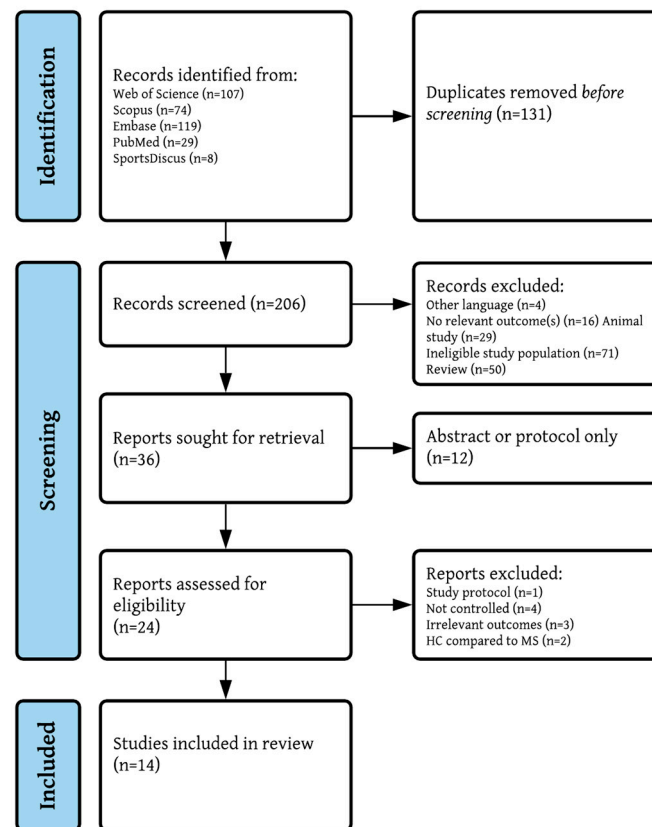 Identification
Records identified from:
Web of Science (n=107)
Scopus (n=74)
Embase (n=119)
PubMed (n=29)
SportsDiscus (n=8)
Duplicates removed before
screening (n=131)
Screening
Records screened (n=206)
Records excluded:
Other language (n=4)
No relevant outcome(s) (n=16) Animal
study (n=29)
Ineligible study population (n=71)
Review (n=50)
Reports sought for retrieval
(n=36)
Abstract or protocol only
(n=12)
Reports assessed for
eligibility
(n=24)
Reports excluded:
Study protocol (n=1)
Not controlled (n=4)
Irrelevant outcomes (n=3)
HC compared to MS (n=2)
Included
Studies included in review
(n=14)